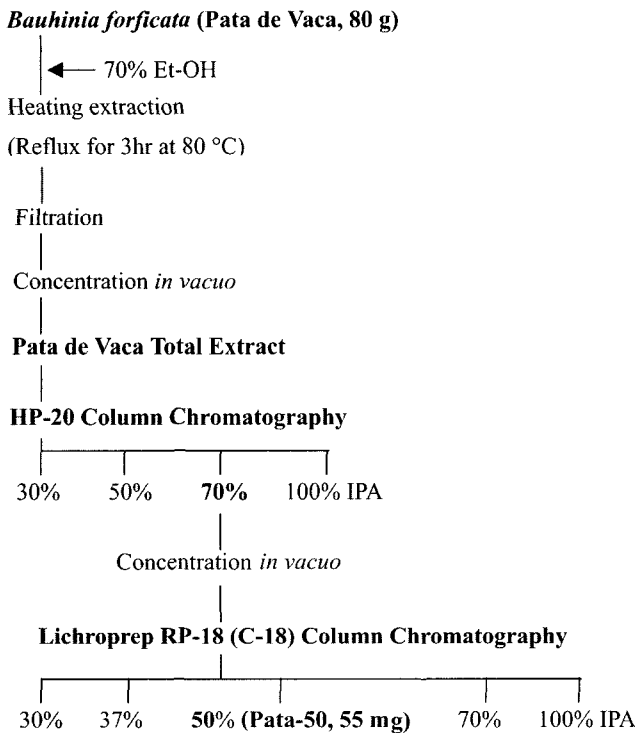 Bauhinia forficata (Pata de Vaca, 80 g)
70% Et-OH
Heating extraction
(Reflux for 3hr at 80 °C)
Filtration
Concentration in vacuo
Pata de Vaca Total Extract
HP-20 Column Chromatography
30% 50% 70% 100% IPA
Concentration in vacuo
Lichroprep RP-18 (C-18) Column Chromatography
30% 37% 50% (Pata-50, 55 mg) 70% 100% IPA